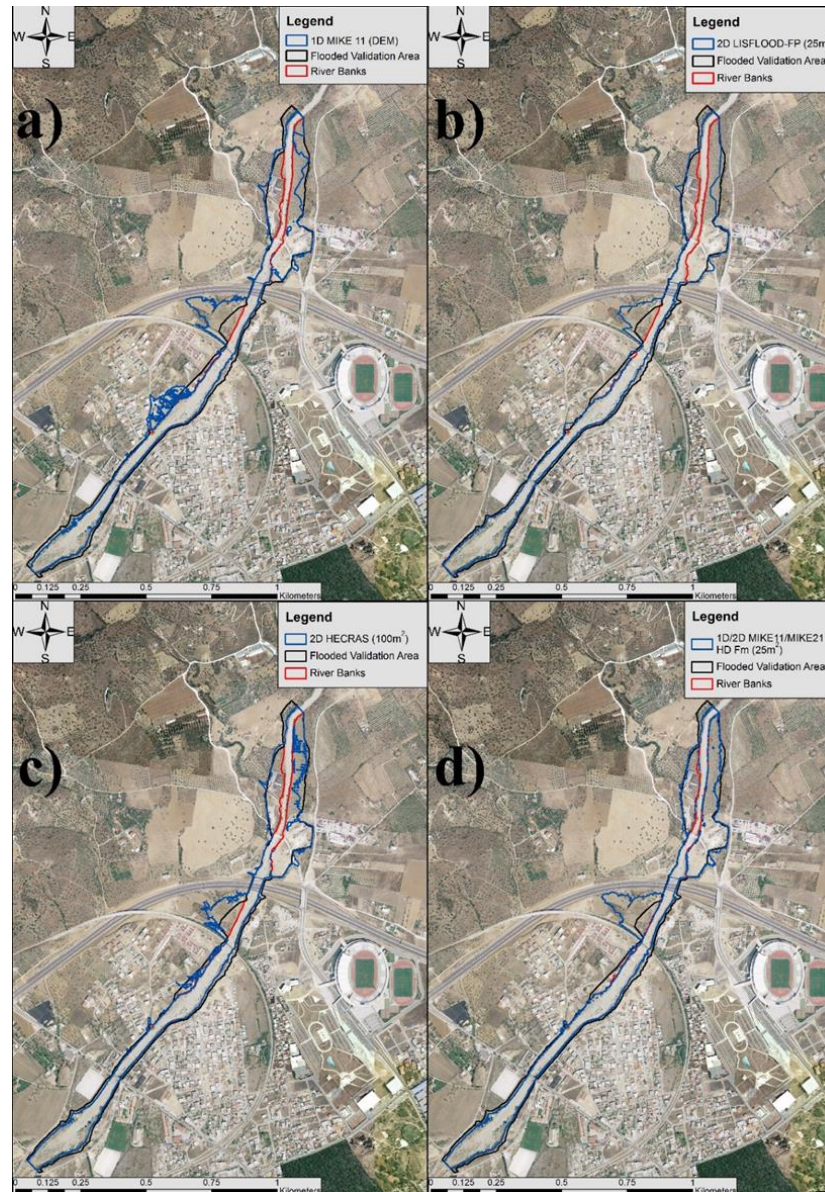 N
W E
S
Legend
1D MIKE 11 (DEM)
Flooded Validation Area
River Banks
a)
0 0.125 0.25 0.5 0.75 1
Kilometers
N
W E
S
Legend
2D LISFLOOD-FP (25m
Flooded Validation Area
River Banks
b)
0 0.125 0.25 0.5 0.75 1
Kilometers
N
W E
S
Legend
2D HECRAS (100m²)
Flooded Validation Area
River Banks
c)
0 0.125 0.25 0.5 0.75 1
Kilometers
N
W E
S
Legend
1D/2D MIKE11/MIKE21
HD Fm (25m²)
Flooded Validation Area
River Banks
d)
0 0.125 0.25 0.5 0.75 1
Kilometers